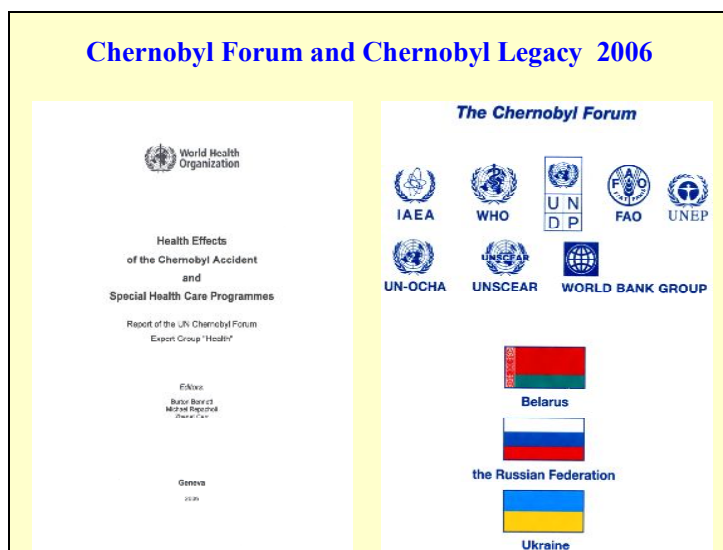 Chernobyl Forum and Chernobyl Legacy 2006
World Health
Organization
Health Effects
of the Chernobyl Accident
and
Special Health Care Programmes
Report of the UN Chernobyl Forum
Expert Group "Health"
Editors:
Burton Bennett
Michael Repacholi
Geneva
The Chernobyl Forum
IAEA
WHO
UN
DP
FAO
UNEP
UN-OCHA
UNSCEAR
UNSCEAR
WORLD BANK GROUP
Belarus
the Russian Federation
Ukraine